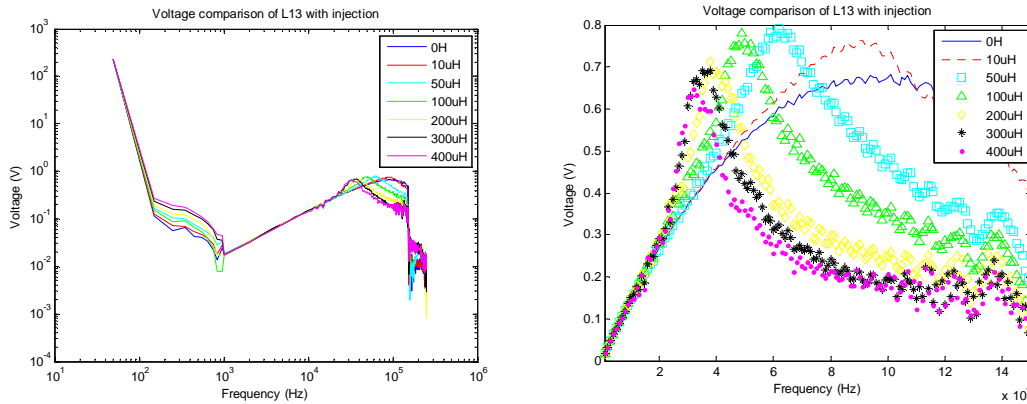 Voltage comparison of L13 with injection
10^3
10^2
10^1
10^0
10^-1
10^-2
10^-3
10^-4
Voltage (V)
0H
10uH
50uH
100uH
200uH
300uH
400uH
10^1
10^2
10^3
10^4
10^5
10^6
Frequency (Hz)
Voltage comparison of L13 with injection
0.8
0.7
0.6
0.5
0.4
0.3
0.2
0.1
0
Voltage (V)
0H
10uH
50uH
100uH
200uH
300uH
400uH
2
4
6
8
10
12
14
Frequency (Hz)
x 10